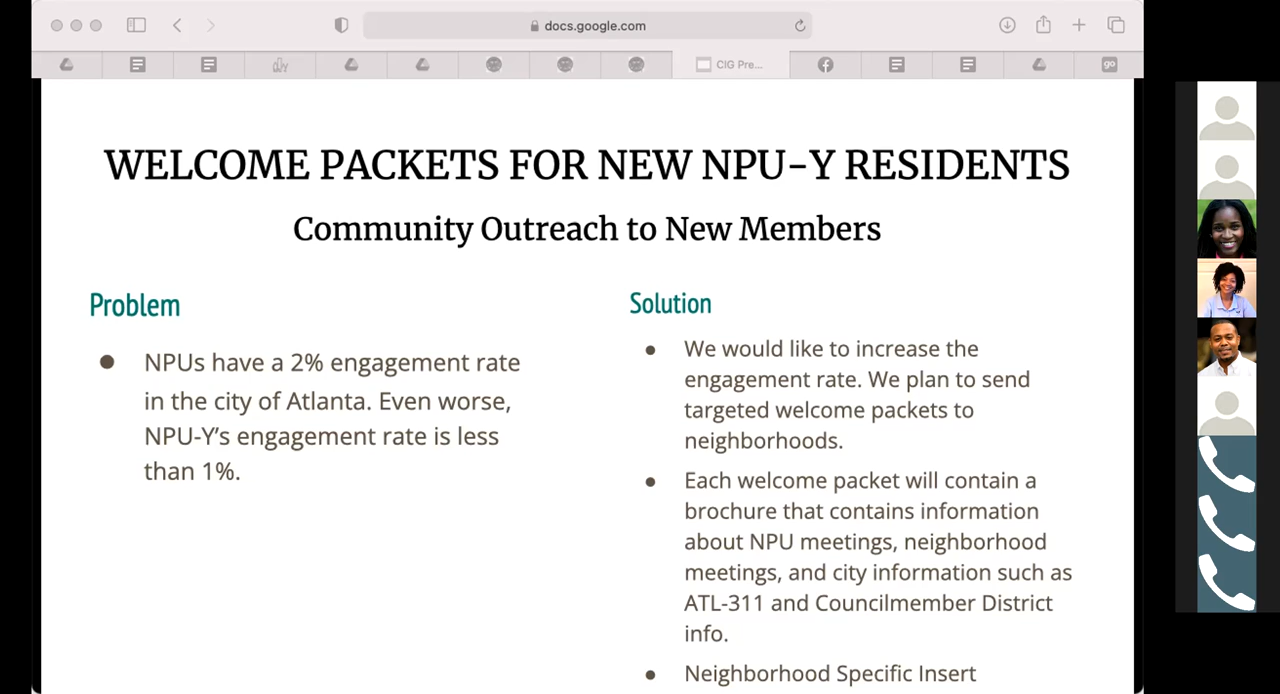 docs.google.com
CIG Pre...
go
WELCOME PACKETS FOR NEW NPU-Y RESIDENTS
Community Outreach to New Members
Problem
● NPUs have a 2% engagement rate
in the city of Atlanta. Even worse,
NPU-Y's engagement rate is less
than 1%.
Solution
● We would like to increase the
engagement rate. We plan to send
targeted welcome packets to
neighborhoods.
● Each welcome packet will contain a
brochure that contains information
about NPU meetings, neighborhood
meetings, and city information such as
ATL-311 and Councilmember District
info.
● Neighborhood Specific Insert